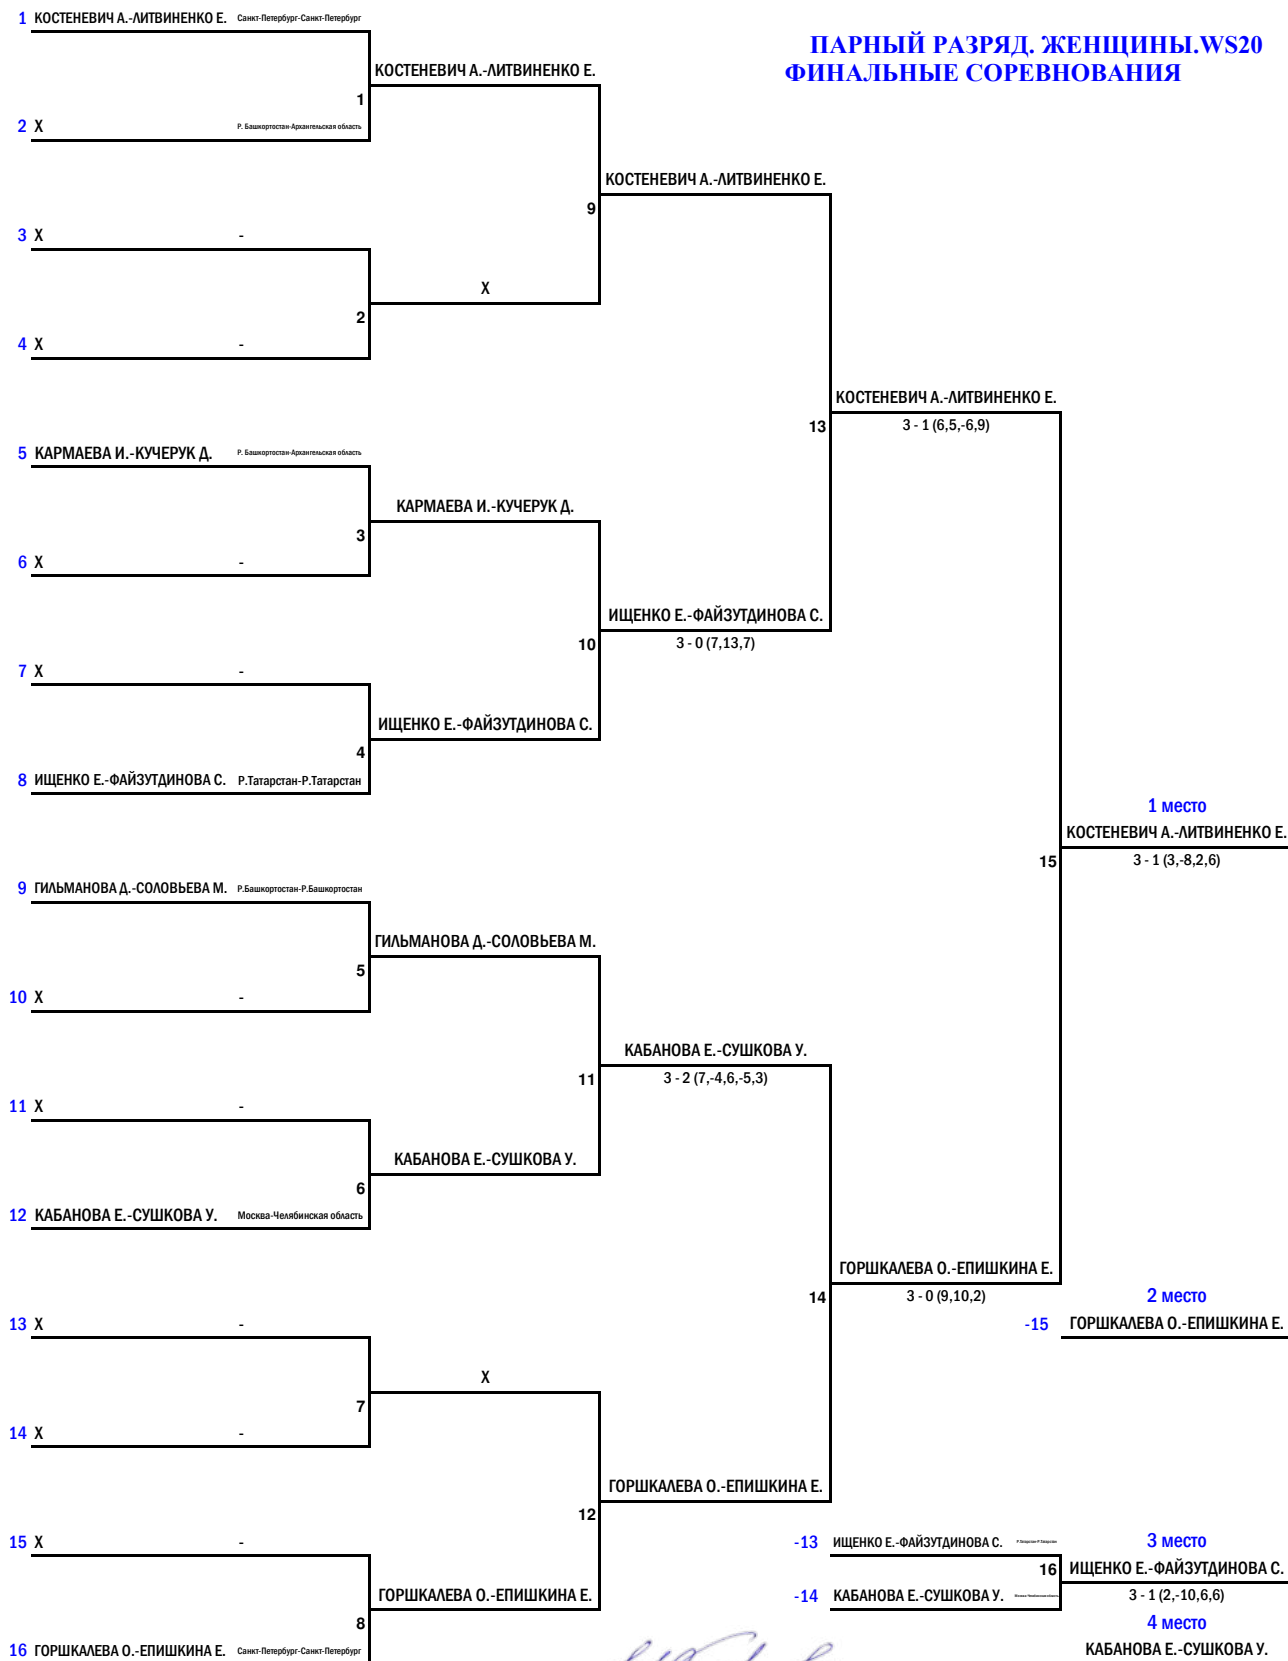 ПАРНЫЙ РАЗРЯД. ЖЕНЩИНЫ.WS20
ФИНАЛЬНЫЕ СОРЕВНОВАНИЯ
1 КОСТЕНЕВИЧ А.-ЛИТВИНЕНКО Е. Санкт-Петербург-Санкт-Петербург
КОСТЕНЕВИЧ А.-ЛИТВИНЕНКО Е.
1
2 X Р. Башкортостан-Архангельская область
КОСТЕНЕВИЧ А.-ЛИТВИНЕНКО Е.
9
3 X -
X
2
4 X -
КОСТЕНЕВИЧ А.-ЛИТВИНЕНКО Е.
13
3 - 1 (6,5,-6,9)
5 КАРМАЕВА И.-КУЧЕРУК Д. Р. Башкортостан-Архангельская область
КАРМАЕВА И.-КУЧЕРУК Д.
3
6 X -
ИЩЕНКО Е.-ФАЙЗУТДИНОВА С.
10
3 - 0 (7,13,7)
7 X -
ИЩЕНКО Е.-ФАЙЗУТДИНОВА С.
4
8 ИЩЕНКО Е.-ФАЙЗУТДИНОВА С. Р.Татарстан-Р.Татарстан
1 место
КОСТЕНЕВИЧ А.-ЛИТВИНЕНКО Е.
15
3 - 1 (3,-8,2,6)
9 ГИЛЬМАНОВА Д.-СОЛОВЬЕВА М. Р.Башкортостан-Р.Башкортостан
ГИЛЬМАНОВА Д.-СОЛОВЬЕВА М.
5
10 X -
КАБАНОВА Е.-СУШКОВА У.
11
3 - 2 (7,-4,6,-5,3)
11 X -
КАБАНОВА Е.-СУШКОВА У.
6
12 КАБАНОВА Е.-СУШКОВА У. Москва-Челябинская область
ГОРШКАЛЕВА О.-ЕПИШКИНА Е.
14
3 - 0 (9,10,2)
2 место
-15 ГОРШКАЛЕВА О.-ЕПИШКИНА Е.
13 X -
X
7
14 X -
ГОРШКАЛЕВА О.-ЕПИШКИНА Е.
12
15 X -
-13 ИЩЕНКО Е.-ФАЙЗУТДИНОВА С. Р.Татарстан-Р.Татарстан
3 место
16
ИЩЕНКО Е.-ФАЙЗУТДИНОВА С.
3 - 1 (2,-10,6,6)
-14 КАБАНОВА Е.-СУШКОВА У. Москва-Челябинская область
ГОРШКАЛЕВА О.-ЕПИШКИНА Е.
8
4 место
16 ГОРШКАЛЕВА О.-ЕПИШКИНА Е. Санкт-Петербург-Санкт-Петербург
КАБАНОВА Е.-СУШКОВА У.